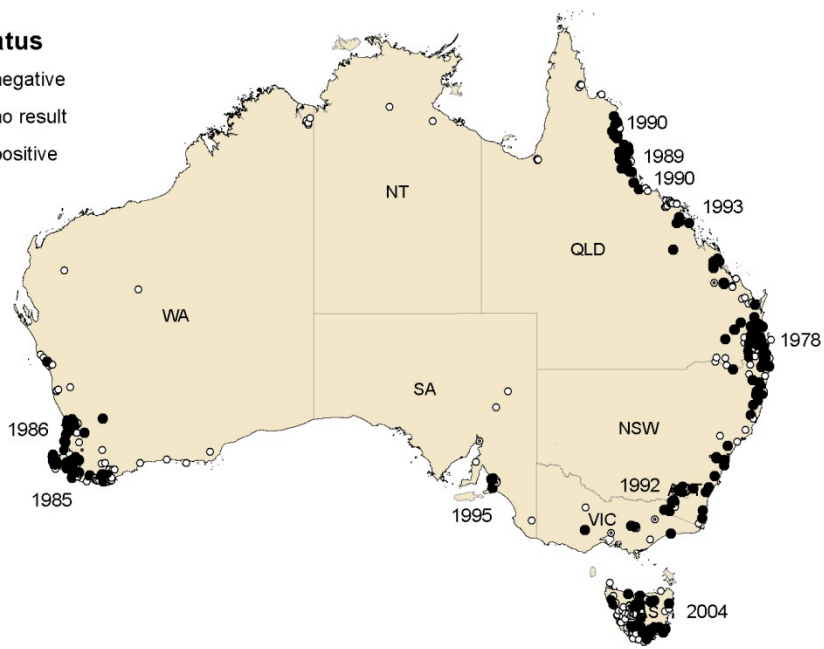 atus
negative
no result
positive
1990
1989
1990
NT
1993
QLD
WA
1978
SA
NSW
1986
1992
1985
1995
VIC
2004